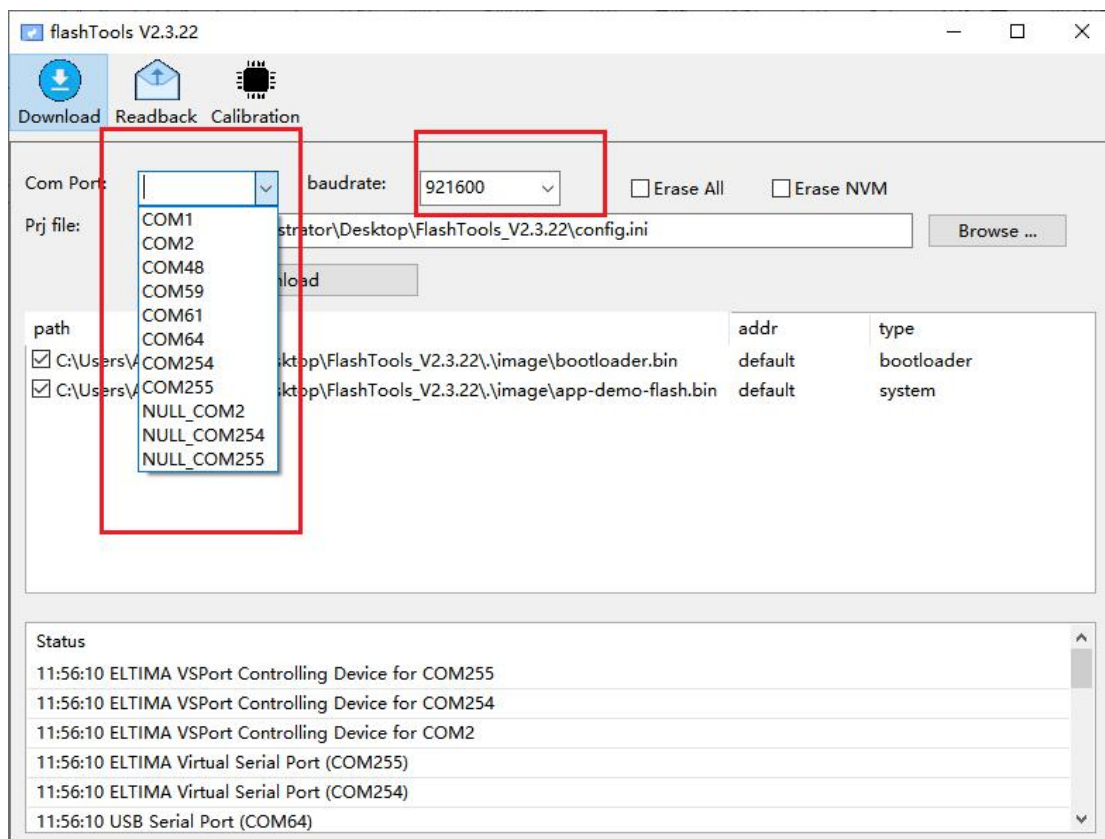 flashTools V2.3.22
Download Readback Calibration
Com Port: baudrate: 921600 Erase All Erase NVM
COM1
COM2
COM48
COM59
COM61
COM64
COM254
COM255
NULL_COM2
NULL_COM254
NULL_COM255
Prj file: strator\Desktop\FlashTools_V2.3.22\config.ini Browse ...
nload
path addr type
C:\Users\A ktop\FlashTools_V2.3.22\.\image\bootloader.bin default bootloader
C:\Users\A sktop\FlashTools_V2.3.22\.\image\app-demo-flash.bin default system
Status
11:56:10 ELTIMA VSPort Controlling Device for COM255
11:56:10 ELTIMA VSPort Controlling Device for COM254
11:56:10 ELTIMA VSPort Controlling Device for COM2
11:56:10 ELTIMA Virtual Serial Port (COM255)
11:56:10 ELTIMA Virtual Serial Port (COM254)
11:56:10 USB Serial Port (COM64)